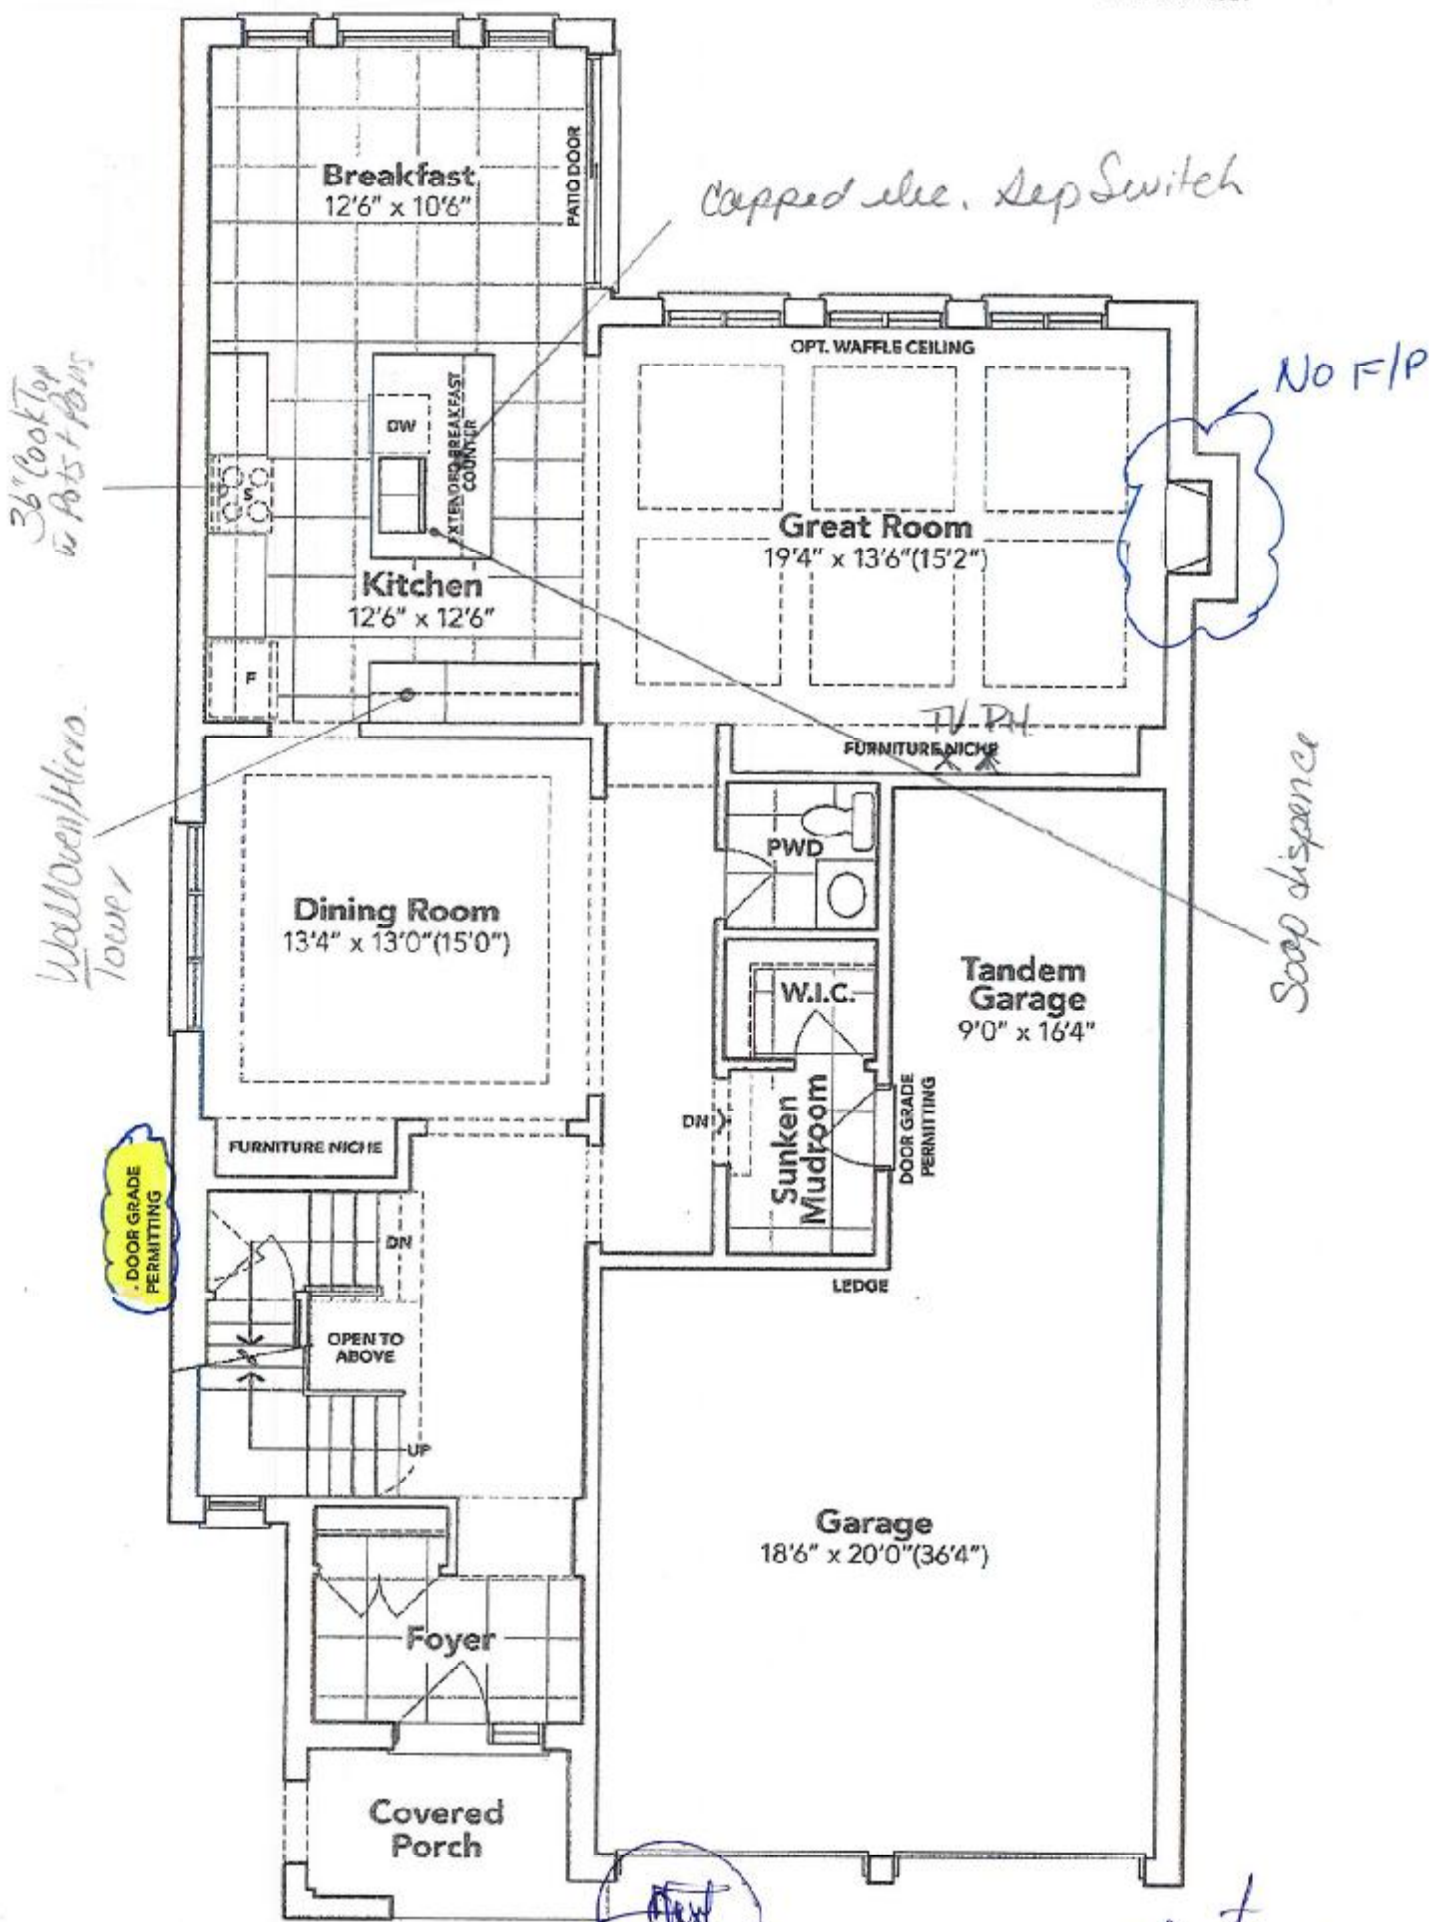 Breakfast
12'6" x 10'6"
PATIO DOOR
capped elec. Sep Switch
OPT. WAFFLE CEILING
NO F/P
36" CookTop
w Pots + Pans
DW
EXTENDED BREAKFAST
COUNTER
S
Great Room
19'4" x 13'6"(15'2")
Kitchen
12'6" x 12'6"
F
TV PH.
FURNITURE NICHE
X X
Wall Oven/Micro.
Tower
Soap dispence
PWD
Dining Room
13'4" x 13'0"(15'0")
W.I.C.
Tandem
Garage
9'0" x 16'4"
DN
Sunken
Mudroom
DOOR GRADE
PERMITTING
FURNITURE NICHE
DOOR GRADE
PERMITTING
DN
LEDGE
OPEN TO
ABOVE
UP
Garage
18'6" x 20'0"(36'4")
Foyer
Covered
Porch